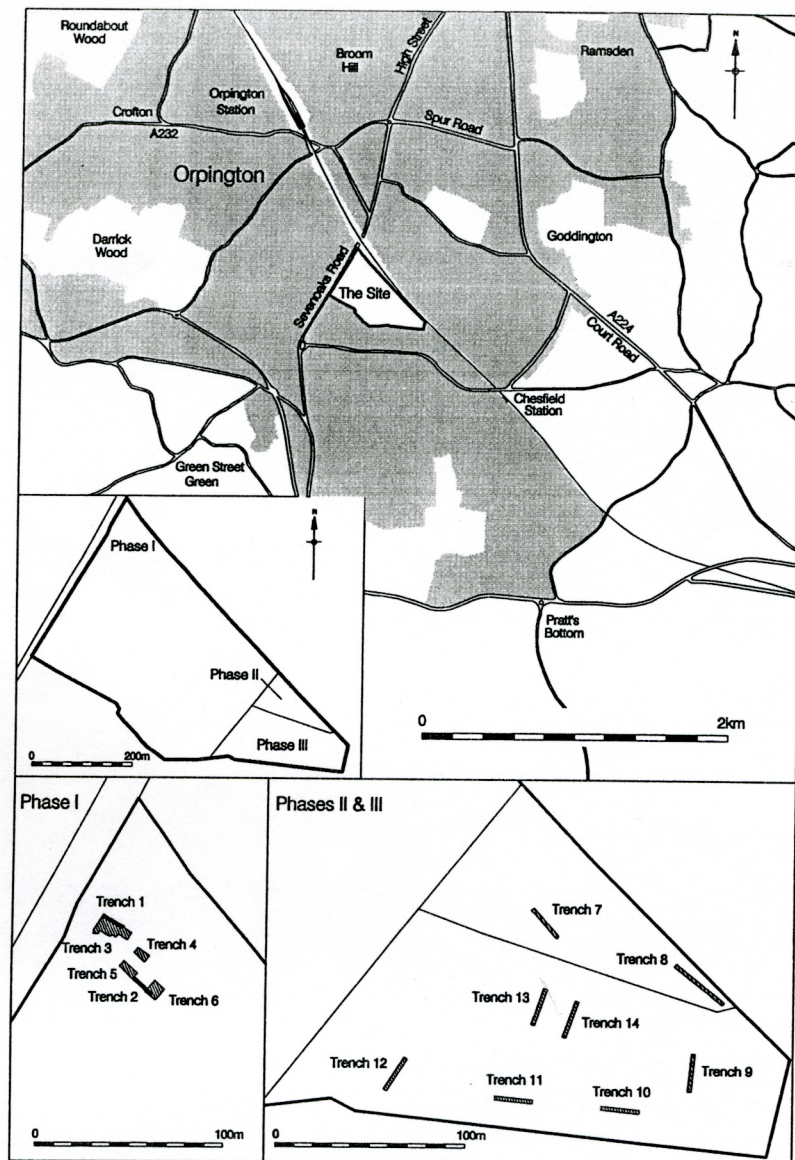 Roundabout
Wood
Broom
Hill
High Street
Ramsden
N
Orpington
Station
Crofton
A232
Spur Road
Orpington
Darrick
Wood
Goddington
Sevenoaks Road
The Site
A224
Court Road
Chesfield
Station
Green Street
Green
Pratt's
Bottom
0
2km
N
Phase I
Phase II
Phase III
0
200m
Phase I
Trench 1
Trench 3
Trench 4
Trench 5
Trench 2
Trench 6
0
100m
Phases II & III
Trench 7
Trench 8
Trench 13
Trench 14
Trench 12
Trench 11
Trench 10
Trench 9
0
100m